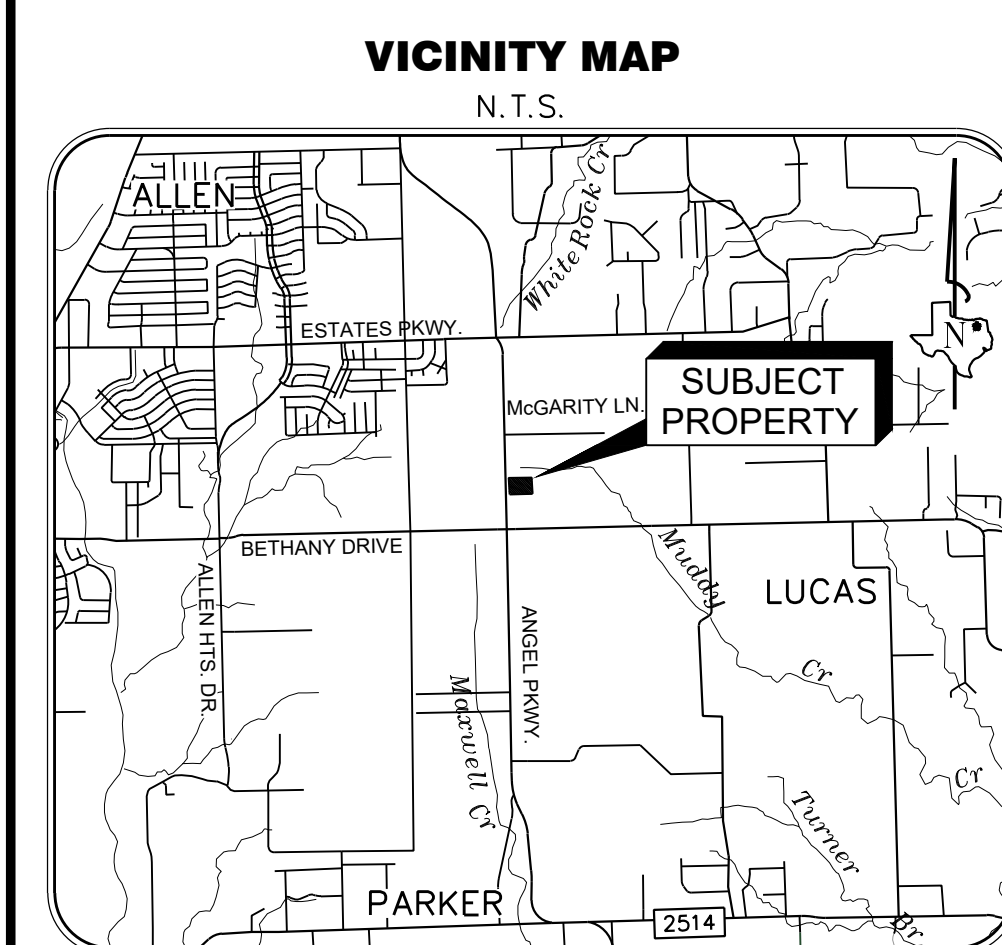 VICINITY MAP
N.T.S.
ALLEN
White Rock Cr
ESTATES PKWY.
N
SUBJECT
PROPERTY
McGARITY LN.
BETHANY DRIVE
Muddy
LUCAS
ALLEN HTS. DR.
ANGEL PKWY.
Cr
Maxwell Cr
Cr
Turner
PARKER
2514
Br